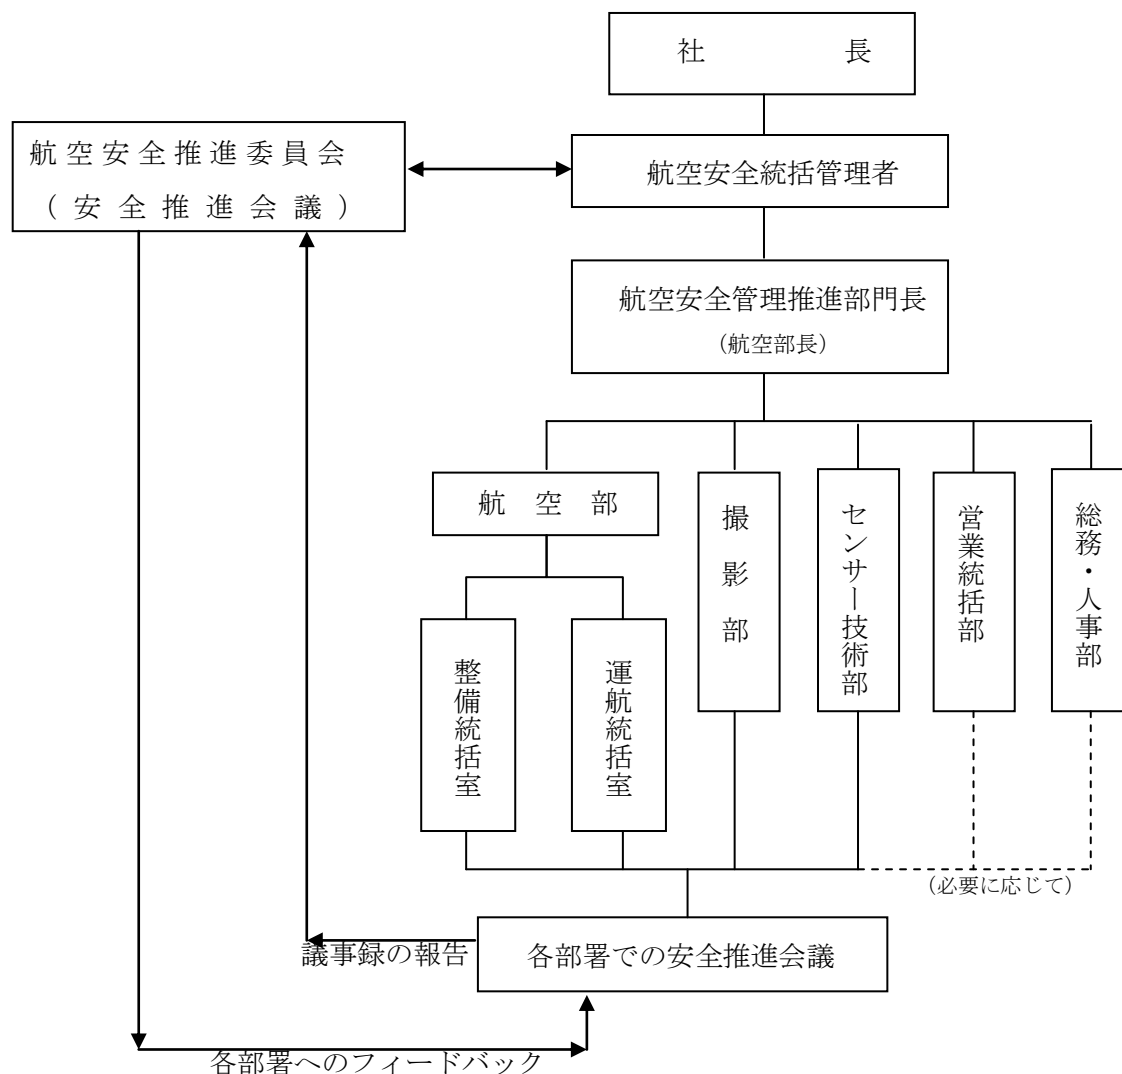 社長
航空安全推進委員会
（安全推進会議）
航空安全統括管理者
航空安全管理推進部門長
（航空部長）
航空部
撮影部
センサー技術部
営業統括部
総務・人事部
整備統括室
運航統括室
（必要に応じて）
議事録の報告
各部署での安全推進会議
各部署へのフィードバック